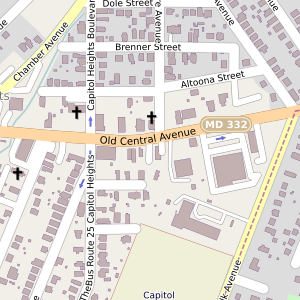 Dole Street
Chamber Avenue
Brenner Street
Capitol Heights Boulevard
Avenue
Altoona Street
Old Central Avenue
MD 332
TheBus Route 25 Capitol Heights
Avenue
Capitol